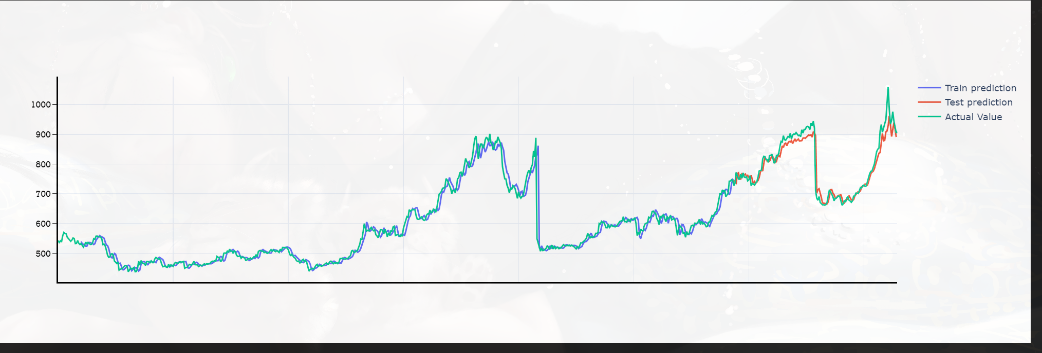 1000
900
800
700
600
500
Train prediction
Test prediction
Actual Value